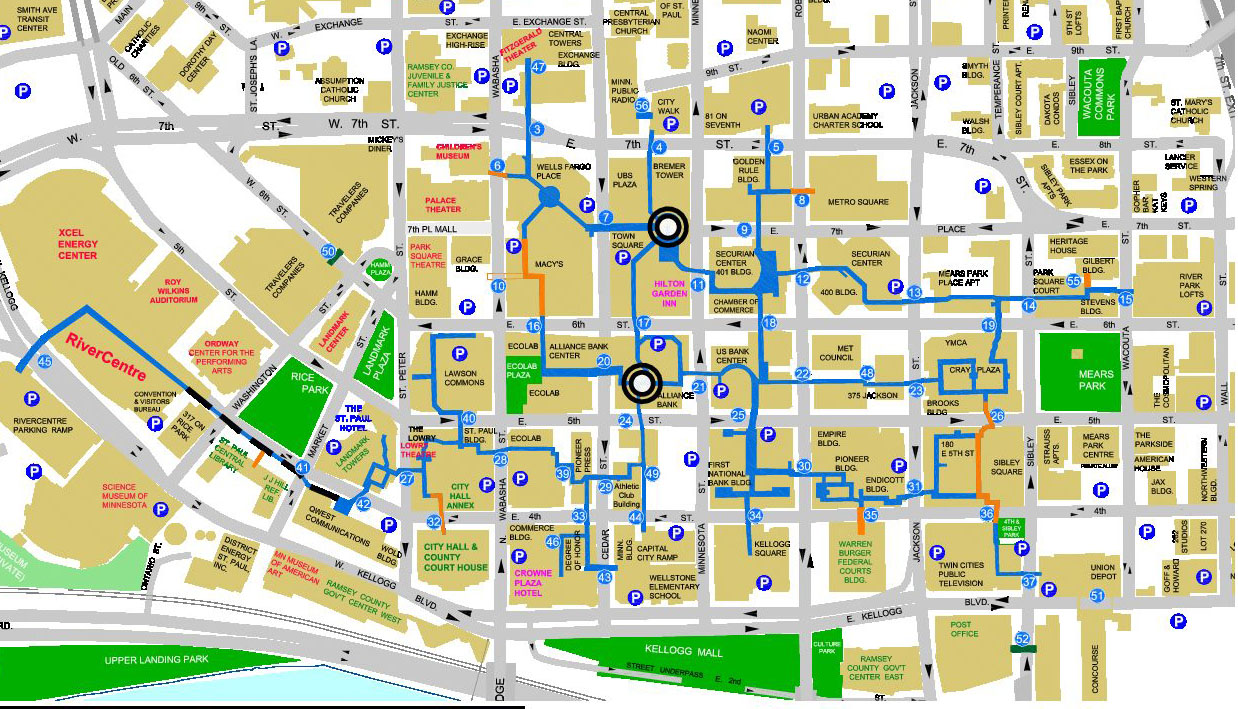 SMITH AVE
TRANSIT
CENTER
MAIN
9th ST.
CATHOLIC
CHARITIES
DOROTHY DAY
CENTER
OLD 6th ST.
W. EXCHANGE ST.
E. EXCHANGE ST.
ST. JOSEPH'S LA.
ASSUMPTION
CATHOLIC
CHURCH
EXCHANGE
HIGH-RISE
RAMSEY CO.
JUVENILE &
FAMILY JUSTICE
CENTER
WABASHA
FITZGERALD
THEATER
47
CENTRAL
TOWERS
EXCHANGE
BLDG.
CENTRAL
PRESBYTERIAN
CHURCH
OF ST.
PAUL
MINN.
PUBLIC
RADIO
56
CITY
WALK
9th ST.
NAOMI
CENTER
81 ON
SEVENTH
URBAN ACADEMY
CHARTER SCHOOL
JACKSON
SMYTH
BLDG.
WALSH
BLDG.
TEMPERANCE ST.
SIBLEY COURT APT.
DAKOTA
CONDOS
SIBLEY
9TH ST
LOFTS
FIRST BAP
CHURCH
E. 9th ST.
WACOUTA
COMMONS
PARK
7th ST. EXIT
ST. MARY'S
CATHOLIC
CHURCH
W. 7th ST. W. 7th ST.
MICKEY'S
DINER
3
E. 7th ST.
4
5
E. 7th ST.
E. 8th ST.
CHILDREN'S
MUSEUM
6
WELLS FARGO
PLACE
UBS
PLAZA
BREMER
TOWER
GOLDEN
RULE
BLDG.
8
METRO SQUARE
SIBLEY PARK
APTS
ESSEX ON
THE PARK
LANCER
SERVICE
WESTERN
SPRING
GOPHER
BAR
KAT
KEYS
W. 6th ST.
TRAVELERS
COMPANIES
PALACE
THEATER
7
XCEL
ENERGY
CENTER
5th ST.
50
ST.
7th PL MALL
TOWN
SQUARE
9
E. 7th PLACE
E. 7th ST.
PARK
SQUARE
THEATRE
GRACE
BLDG.
MACY'S
HAMM
PLAZA
HAMM
BLDG.
10
HILTON
GARDEN
INN
11
SECURIAN
CENTER
401 BLDG.
CHAMBER OF
COMMERCE
12
SECURIAN
CENTER
400 BLDG.
13
MEARS PARK
PLACE APT
PARK
SQUARE
COURT
HERITAGE
HOUSE
GILBERT
BLDG.
55
14
STEVENS
BLDG.
15
RIVER
PARK
LOFTS
KELLOGG
ROY
WILKINS
AUDITORIUM
TRAVELERS
COMPANIES
LANDMARK
CENTER
16
E. 6th ST.
17
18
19
E. 6th ST.
WACOUTA
RiverCentre
45
ORDWAY
CENTER FOR THE
PERFORMING
ARTS
WASHINGTON
LANDMARK
PLAZA
ST. PETER
LAWSON
COMMONS
ECOLAB
ECOLAB
PLAZA
ECOLAB
ALLIANCE BANK
CENTER
20
ALLIANCE
BANK
21
US BANK
CENTER
22
MET
COUNCIL
48
375 JACKSON
23
YMCA
CRAY PLAZA
BROOKS
BLDG
MEARS
PARK
THE
COSMOPOLITAN
WALL
RICE
PARK
CONVENTION
& VISITORS
BUREAU
317 ON
RICE
PARK
THE
ST. PAUL
HOTEL
MARKET
40
24
5th ST.
25
E. 5th
26
RIVERCENTRE
PARKING RAMP
ST. PAUL
CENTRAL
LIBRARY
J J HILL
REF
LIB.
41
LANDMARK
TOWERS
THE
LOWRY
LOWRY
THEATRE
27
ST. PAUL
BLDG.
28
ECOLAB
PIONEER
PRESS
39
29
Athletic
Club
Building
49
FIRST
NATIONAL
BANK BLDG.
EMPIRE
BLDG.
30
PIONEER
BLDG.
ENDICOTT
BLDG.
31
180
E 5TH ST
SIBLEY
SQUARE
STRAUSS
APTS.
MEARS
PARK
CENTRE
THE
PARKSIDE
AMERICAN
HOUSE
JAX
BLDG.
NORTHWESTERN
BLDG.
SCIENCE
MUSEUM OF
MINNESOTA
42
QWEST
COMMUNICATIONS
CITY
HALL
ANNEX
32
33
E. 4th
44
ST.
34
35
36
4th
ONTARIO ST.
DISTRICT
ENERGY
ST. PAUL
INC.
MN MUSEUM
OF AMERICAN
ART
WOLD
BLDG.
CITY HALL &
COUNTY
COURT HOUSE
N. WABASHA
COMMERCE
BLDG.
46
DEGREE
OF HONOR
CEDAR
MINN.
BLDG.
CAPITAL
CITY RAMP
43
CROWNE
PLAZA
HOTEL
WELLSTONE
ELEMENTARY
SCHOOL
MINNESOTA
KELLOGG
SQUARE
WARREN
BURGER
FEDERAL
COURTS
BLDG.
JACKSON
TWIN CITIES
PUBLIC
TELEVISION
4TH &
SIBLEY
PARK
37
UNION
DEPOT
51
262
STUDIOS
LOT 270
GOFF &
HOWARD
W. KELLOGG BLVD.
RAMSEY COUNTY
GOV'T CENTER WEST
E. KELLOGG BLVD.
UPPER LANDING PARK
KELLOGG MALL
STREET UNDERPASS E. 2nd ST.
CULTURE
PARK
RAMSEY
COUNTY GOV'T
CENTER EAST
POST
OFFICE
52
CONCOURSE